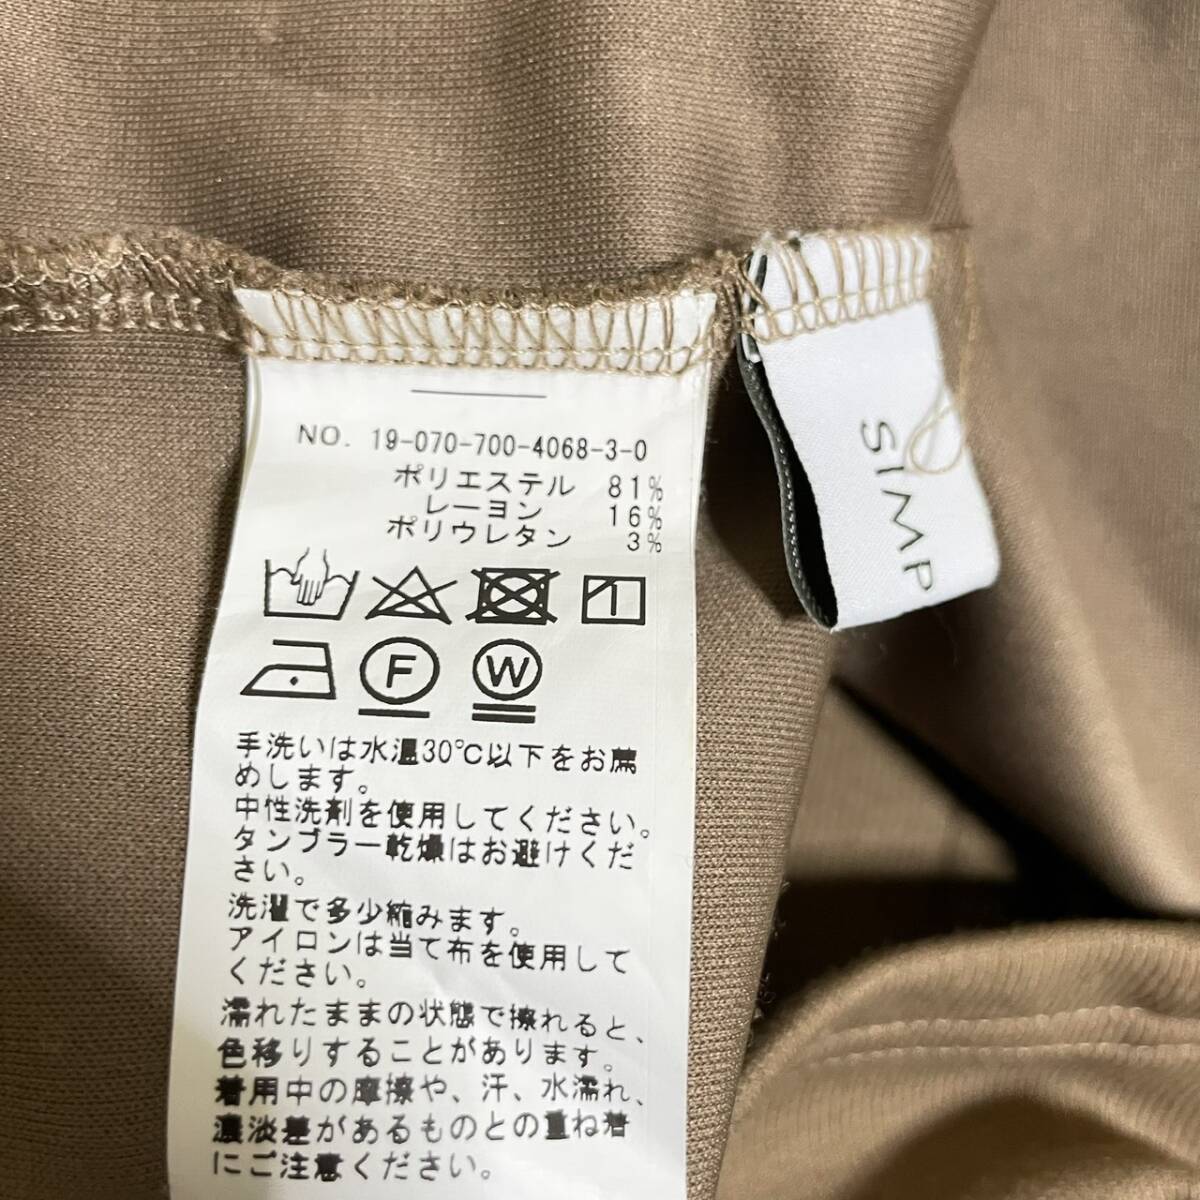 NO. 19-070-700-4068-3-0
ポリエステル 81%
レーヨン 16%
ポリウレタン 3%
F
W
手洗いは水温30℃以下をお薦
めします。
中性洗剤を使用してください。
タンブラー乾燥はお避けくだ
さい。
洗濯で多少縮みます。
アイロンは当て布を使用して
ください。
濡れたままの状態で擦れると、
色移りすることがあります。
着用中の摩擦や、汗、水濡れ、
濃淡差があるものとの重ね着
にご注意ください。
SIMP